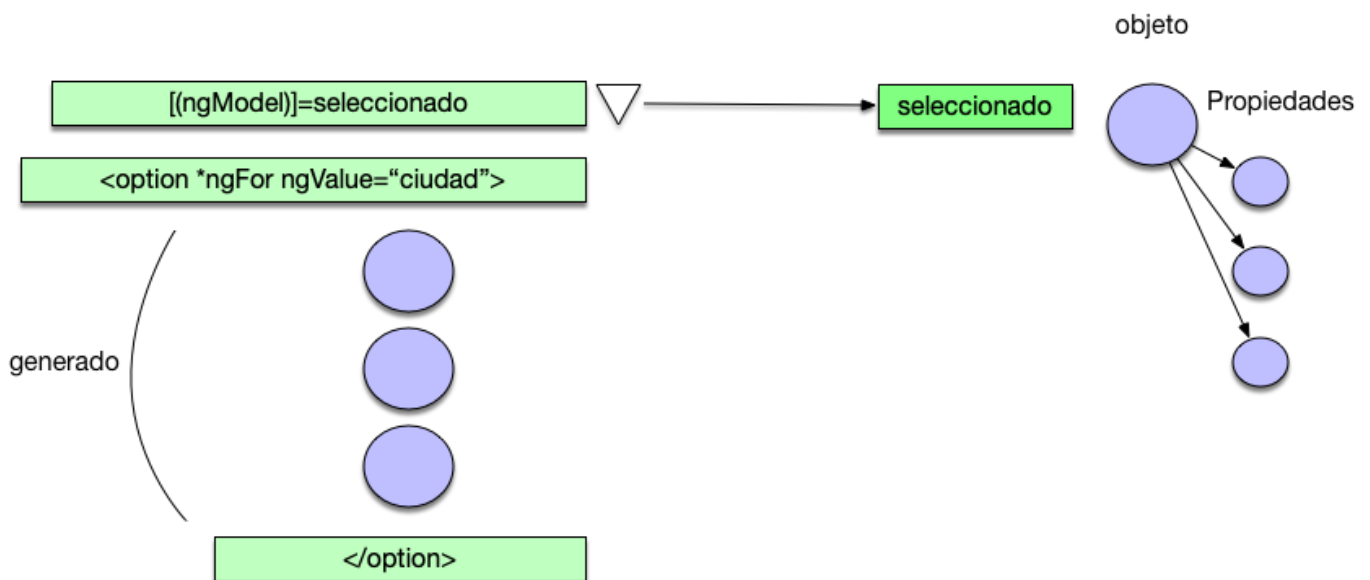 objeto
[(ngModel)]=seleccionado
seleccionado
Propiedades
<option *ngFor ngValue=“ciudad”>
generado
</option>